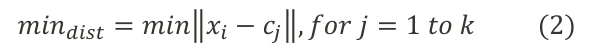 min_dist = min‖x_i − c_j‖, for j = 1 to k (2)